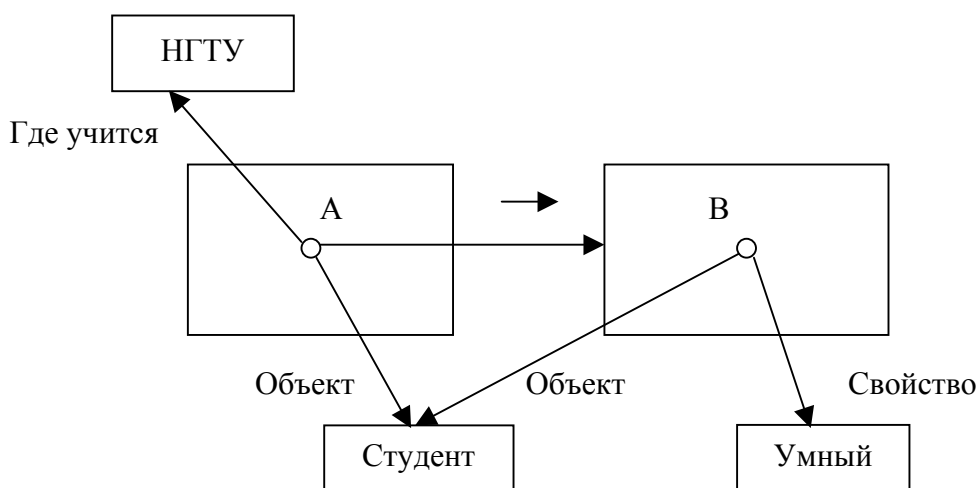 НГТУ
Где учится
А
В
Объект
Объект
Свойство
Студент
Умный